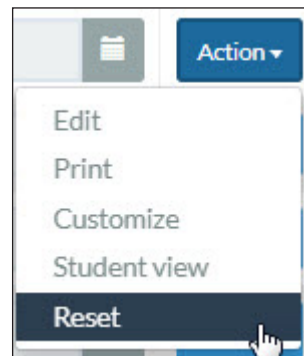 Action
Edit
Print
Customize
Student view
Reset